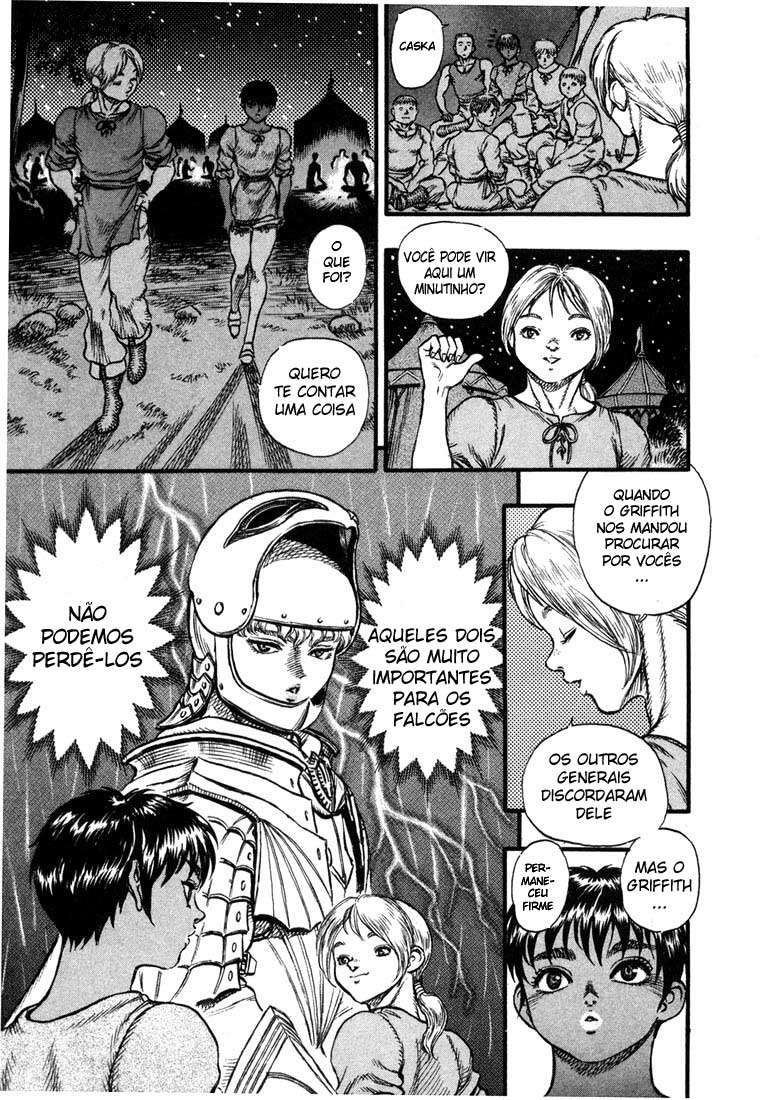 CASKA
VOCÊ PODE VIR
AQUI UM
MINUTINHO?
O
QUE
FOI?
QUERO
TE CONTAR
UMA COISA
QUANDO
O GRIFFITH
NOS MANDOU
PROCURAR
POR VOCÊS
...
OS OUTROS
GENERAIS
DISCORDARAM
DELE
MAS O
GRIFFITH
...
PER-
MANE-
CEU
FIRME
AQUELES DOIS
SÃO MUITO
IMPORTANTES
PARA OS
FALCÕES
NÃO
PODEMOS
PERDÊ-LOS